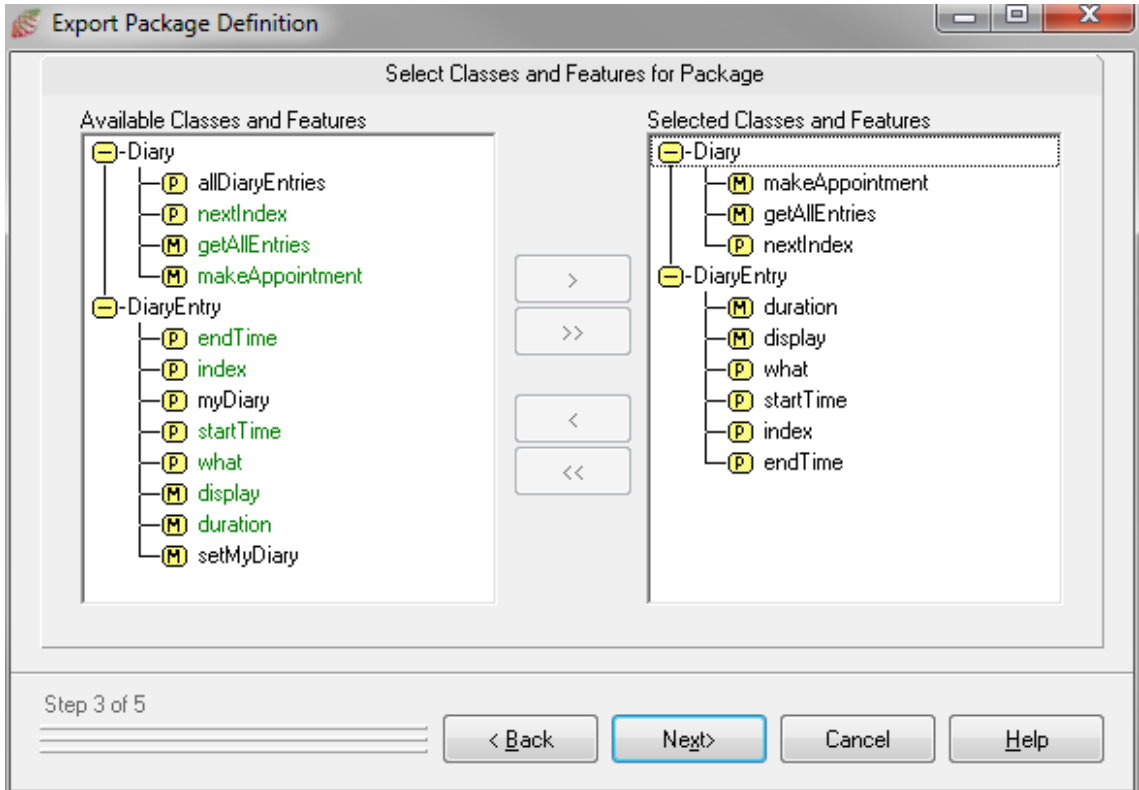 Export Package Definition
Select Classes and Features for Package
Available Classes and Features
Diary
P allDiaryEntries
P nextIndex
M getAllEntries
M makeAppointment
DiaryEntry
P endTime
P index
P myDiary
P startTime
P what
M display
M duration
M setMyDiary
>
>>
<
<<
Selected Classes and Features
Diary
M makeAppointment
M getAllEntries
P nextIndex
DiaryEntry
M duration
M display
P what
P startTime
P index
P endTime
Step 3 of 5
< Back
Next>
Cancel
Help